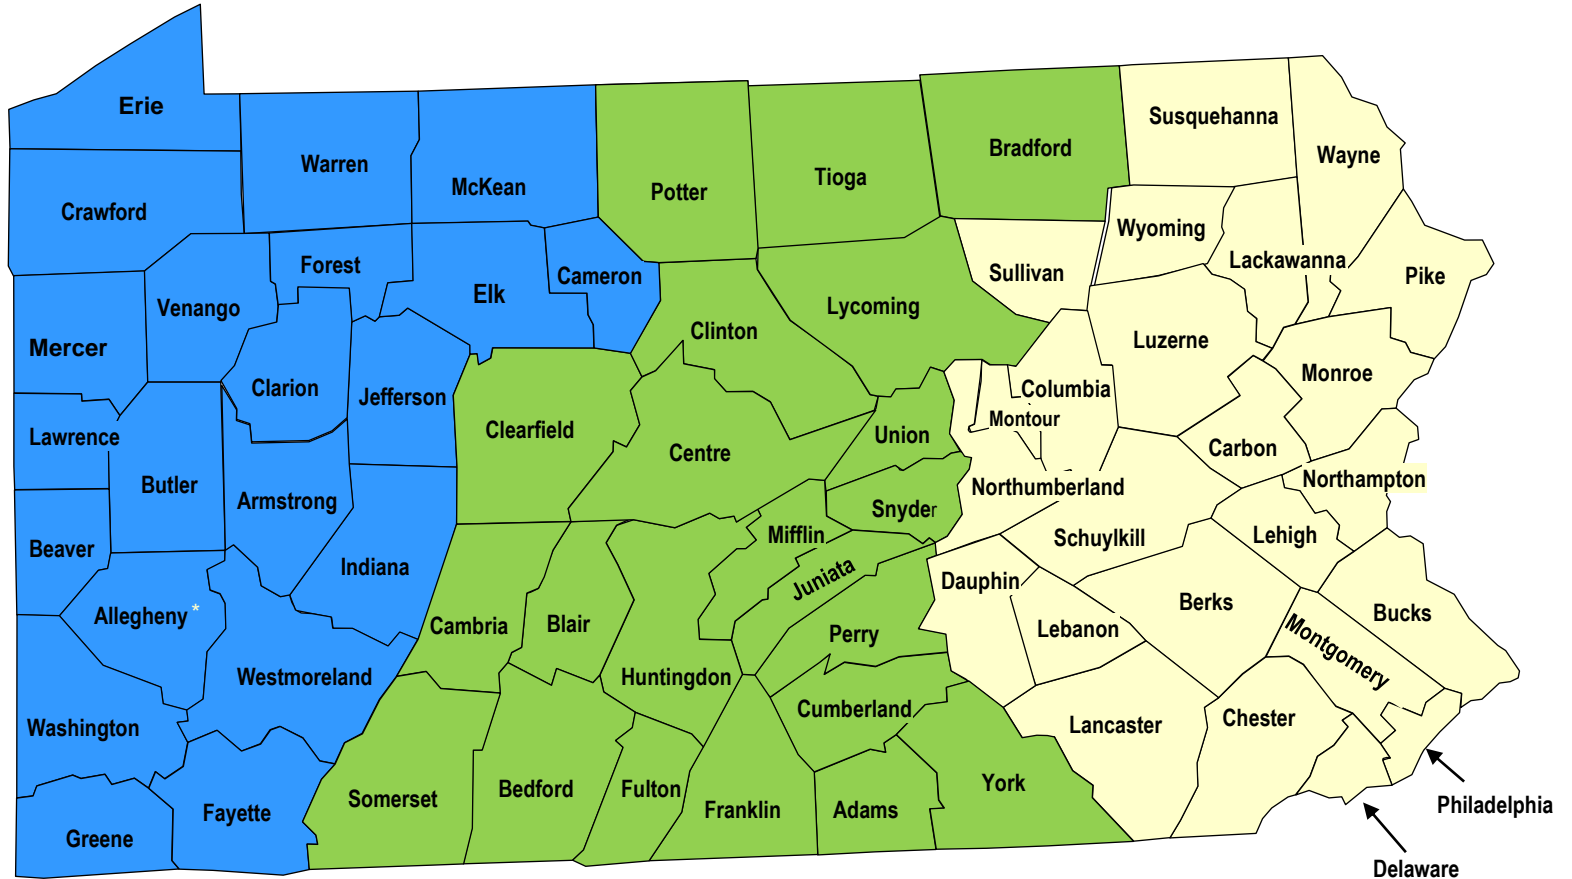 Erie
Susquehanna
Bradford
Wayne
Warren
Tioga
McKean
Potter
Crawford
Wyoming
Forest
Lackawanna
Sullivan
Cameron
Pike
Elk
Venango
Lycoming
Clinton
Luzerne
Mercer
Monroe
Clarion
Columbia
Jefferson
Montour
Clearfield
Union
Lawrence
Centre
Carbon
Northampton
Butler
Northumberland
Armstrong
Snyder
Mifflin
Lehigh
Schuylkill
Beaver
Indiana
Juniata
Dauphin
Berks
Allegheny *
Bucks
Blair
Cambria
Lebanon
Perry
Montgomery
Westmoreland
Huntingdon
Cumberland
Chester
Lancaster
Washington
York
Bedford
Fulton
Somerset
Philadelphia
Franklin
Adams
Fayette
Greene
Delaware